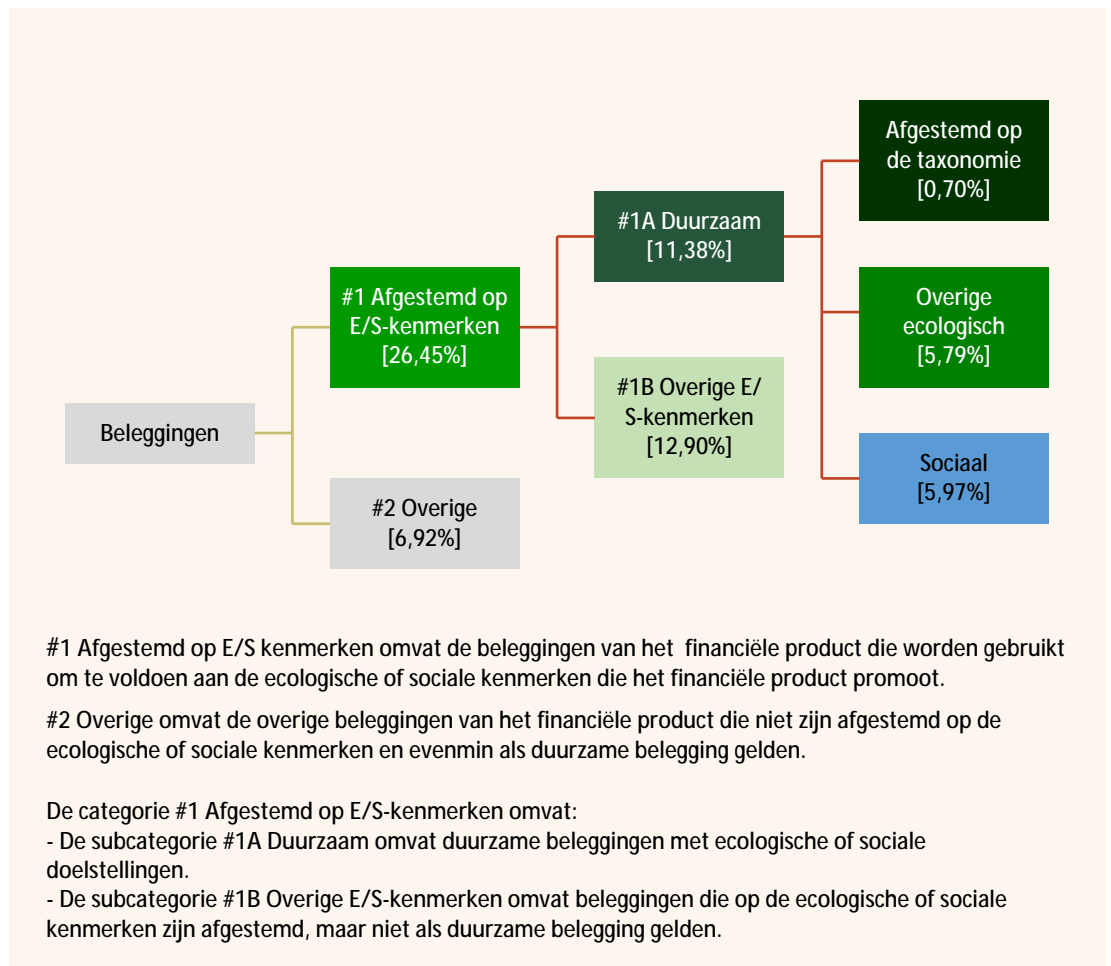 Afgestemd op
de taxonomie
[0,70%]
#1A Duurzaam
[11,38%]
#1 Afgestemd op
E/S-kenmerken
[26,45%]
Overige
ecologisch
[5,79%]
#1B Overige E/
S-kenmerken
[12,90%]
Beleggingen
Sociaal
[5,97%]
#2 Overige
[6,92%]
#1 Afgestemd op E/S kenmerken omvat de beleggingen van het financiële product die worden gebruikt
om te voldoen aan de ecologische of sociale kenmerken die het financiële product promoot.
#2 Overige omvat de overige beleggingen van het financiële product die niet zijn afgestemd op de
ecologische of sociale kenmerken en evenmin als duurzame belegging gelden.
De categorie #1 Afgestemd op E/S-kenmerken omvat:
- De subcategorie #1A Duurzaam omvat duurzame beleggingen met ecologische of sociale
doelstellingen.
- De subcategorie #1B Overige E/S-kenmerken omvat beleggingen die op de ecologische of sociale
kenmerken zijn afgestemd, maar niet als duurzame belegging gelden.